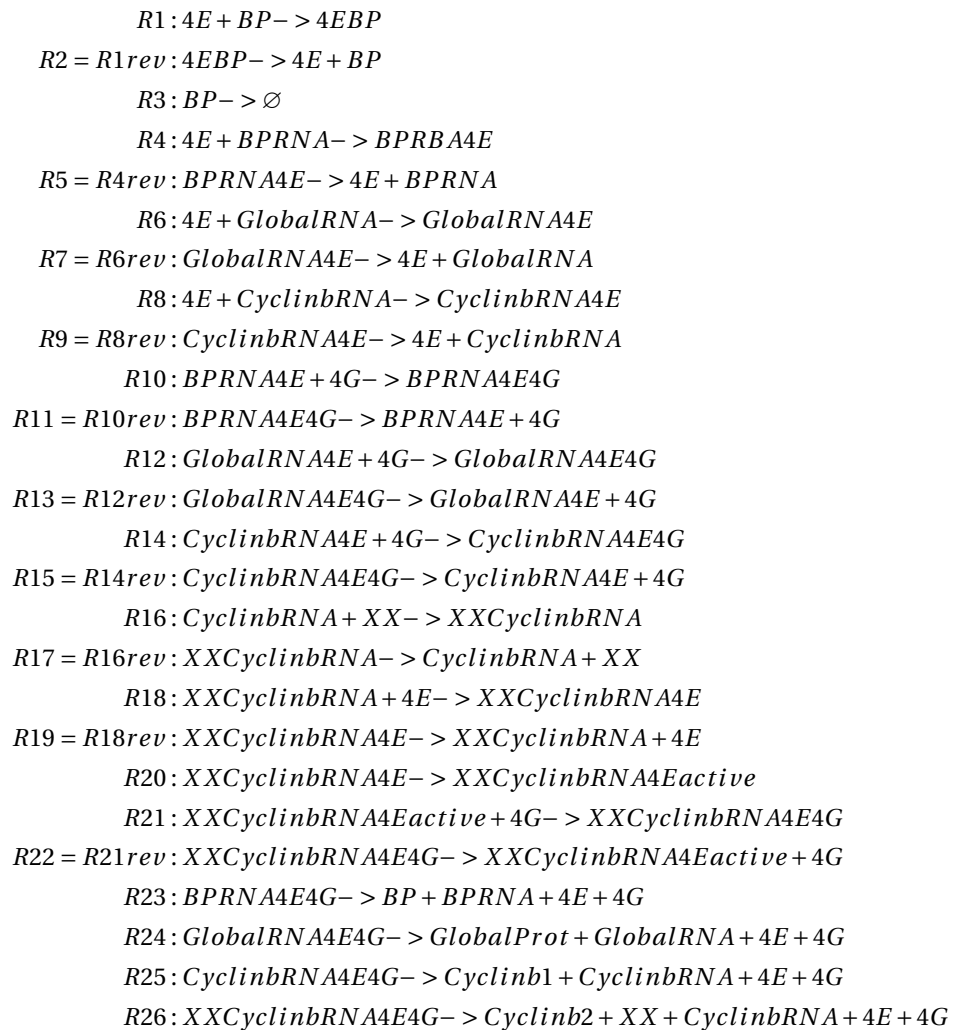 R1 : 4E + BP− > 4EBP
R2 = R1rev : 4EBP− > 4E + BP
R3 : BP− > ∅
R4 : 4E + BPRNA− > BPRBA4E
R5 = R4rev : BPRNA4E− > 4E + BPRNA
R6 : 4E + GlobalRNA− > GlobalRNA4E
R7 = R6rev : GlobalRNA4E− > 4E + GlobalRNA
R8 : 4E + CyclinbRNA− > CyclinbRNA4E
R9 = R8rev : CyclinbRNA4E− > 4E + CyclinbRNA
R10 : BPRNA4E + 4G− > BPRNA4E4G
R11 = R10rev : BPRNA4E4G− > BPRNA4E + 4G
R12 : GlobalRNA4E + 4G− > GlobalRNA4E4G
R13 = R12rev : GlobalRNA4E4G− > GlobalRNA4E + 4G
R14 : CyclinbRNA4E + 4G− > CyclinbRNA4E4G
R15 = R14rev : CyclinbRNA4E4G− > CyclinbRNA4E + 4G
R16 : CyclinbRNA + XX− > XXCyclinbRNA
R17 = R16rev : XXCyclinbRNA− > CyclinbRNA + XX
R18 : XXCyclinbRNA + 4E− > XXCyclinbRNA4E
R19 = R18rev : XXCyclinbRNA4E− > XXCyclinbRNA + 4E
R20 : XXCyclinbRNA4E− > XXCyclinbRNA4Eactive
R21 : XXCyclinbRNA4Eactive + 4G− > XXCyclinbRNA4E4G
R22 = R21rev : XXCyclinbRNA4E4G− > XXCyclinbRNA4Eactive + 4G
R23 : BPRNA4E4G− > BP + BPRNA + 4E + 4G
R24 : GlobalRNA4E4G− > GlobalProt + GlobalRNA + 4E + 4G
R25 : CyclinbRNA4E4G− > Cyclinb1 + CyclinbRNA + 4E + 4G
R26 : XXCyclinbRNA4E4G− > Cyclinb2 + XX + CyclinbRNA + 4E + 4G